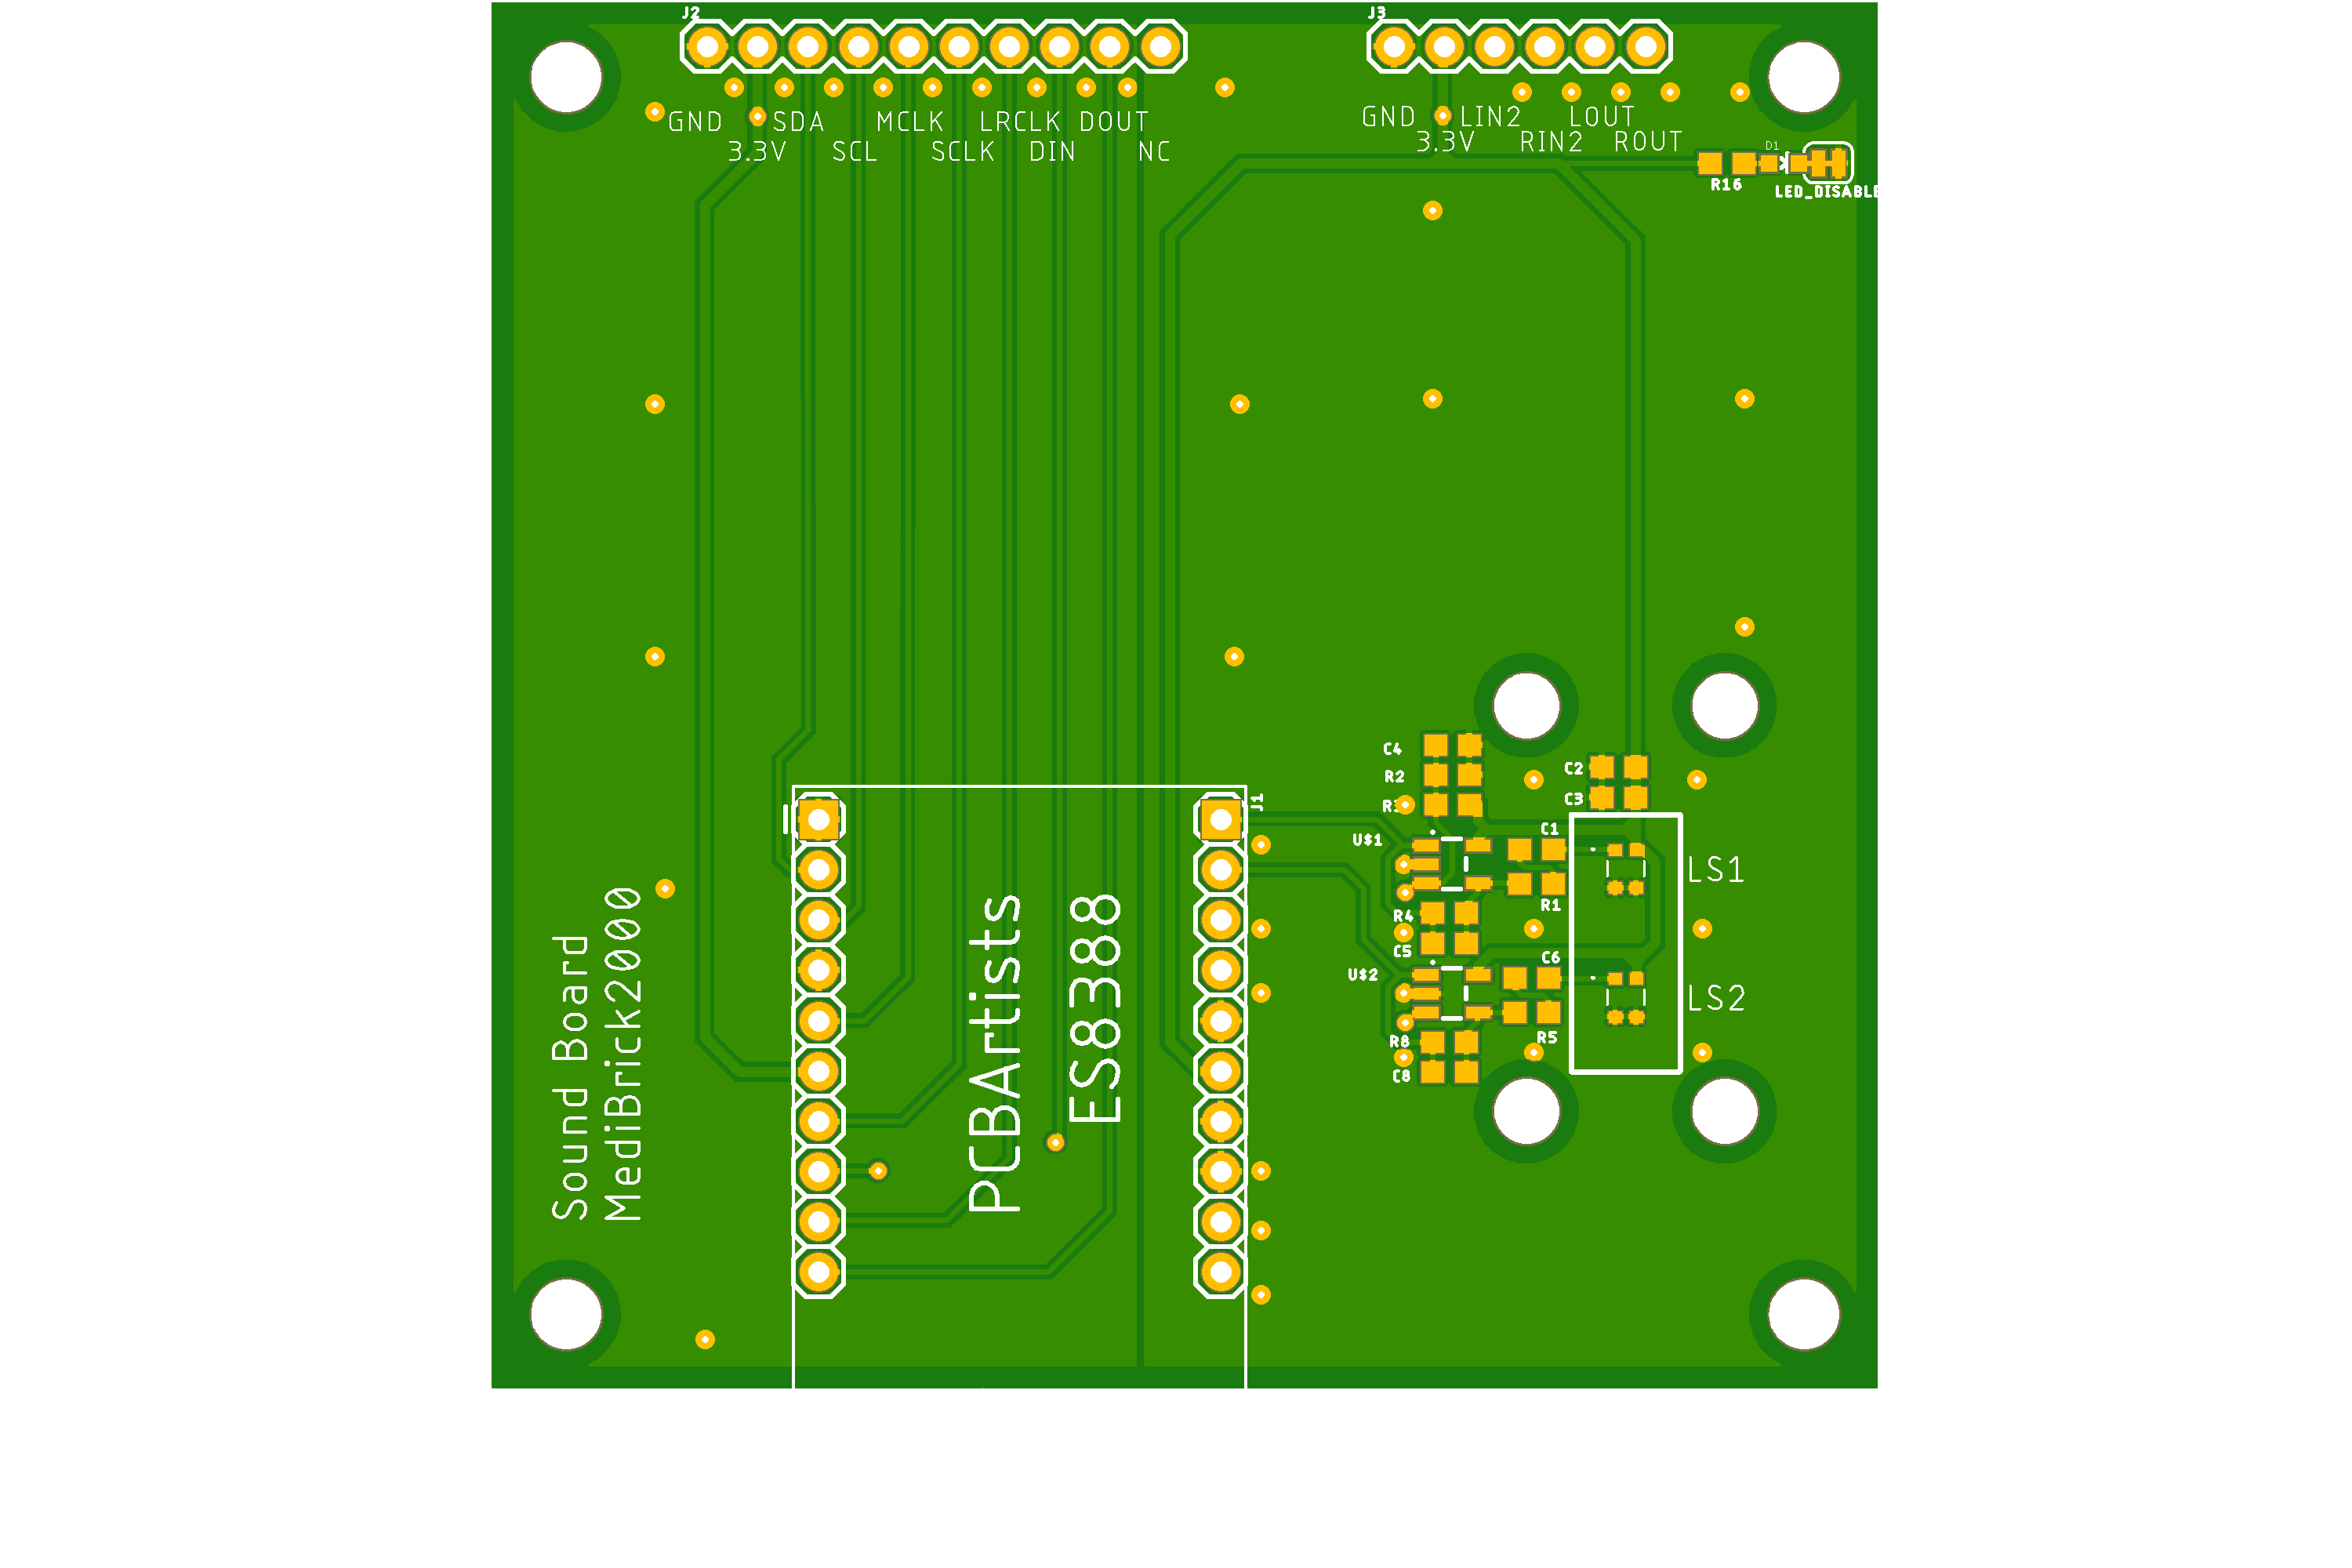 J2
J3
GND SDA MCLK LRCLK DOUT
3.3V SCL SCLK DIN NC
GND LIN2 LOUT
3.3V RIN2 ROUT
D1
R16
LED_DISABLE
C4
R2
C2
C3
J1
U$1
C1
LS1
R1
R4
C5
C6
U$2
LS2
R8
R5
C8
PCBArtists
ES8388
Sound Board
MediBrick2000